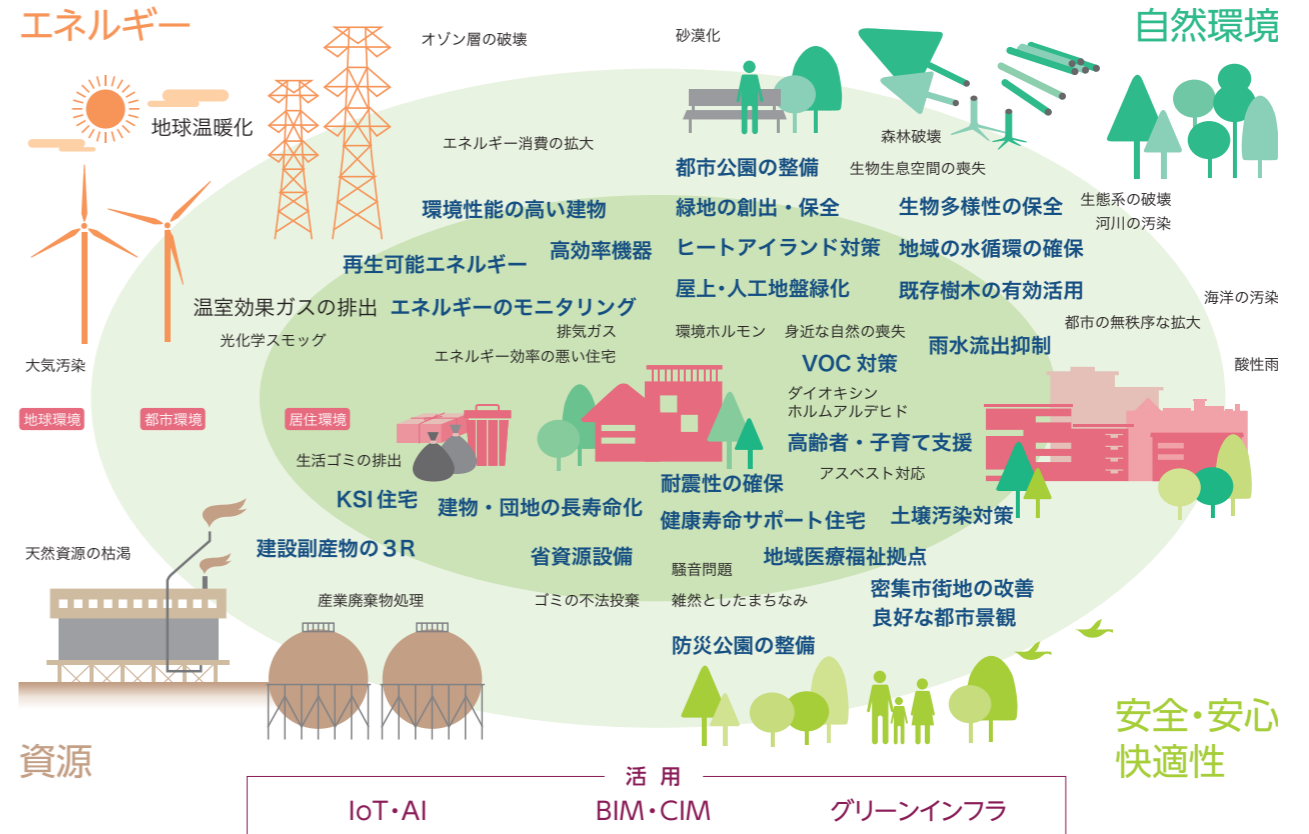 エネルギー
自然環境
オゾン層の破壊
砂漠化
地球温暖化
エネルギー消費の拡大
森林破壊
都市公園の整備
生物生息空間の喪失
環境性能の高い建物
緑地の創出・保全
生物多様性の保全
生態系の破壊
河川の汚染
高効率機器
ヒートアイランド対策
地域の水循環の確保
再生可能エネルギー
屋上・人工地盤緑化
既存樹木の有効活用
温室効果ガスの排出
エネルギーのモニタリング
海洋の汚染
光化学スモッグ
排気ガス
環境ホルモン
身近な自然の喪失
都市の無秩序な拡大
エネルギー効率の悪い住宅
雨水流出抑制
大気汚染
VOC 対策
酸性雨
ダイオキシン
ホルムアルデヒド
地球環境
都市環境
居住環境
高齢者・子育て支援
生活ゴミの排出
アスベスト対応
耐震性の確保
KSI 住宅
建物・団地の長寿命化
健康寿命サポート住宅
土壌汚染対策
天然資源の枯渇
建設副産物の3R
省資源設備
地域医療福祉拠点
騒音問題
密集市街地の改善
産業廃棄物処理
ゴミの不法投棄
雑然としたまちなみ
良好な都市景観
防災公園の整備
資源
安全・安心
快適性
活用
IoT・AI
BIM・CIM
グリーンインフラ